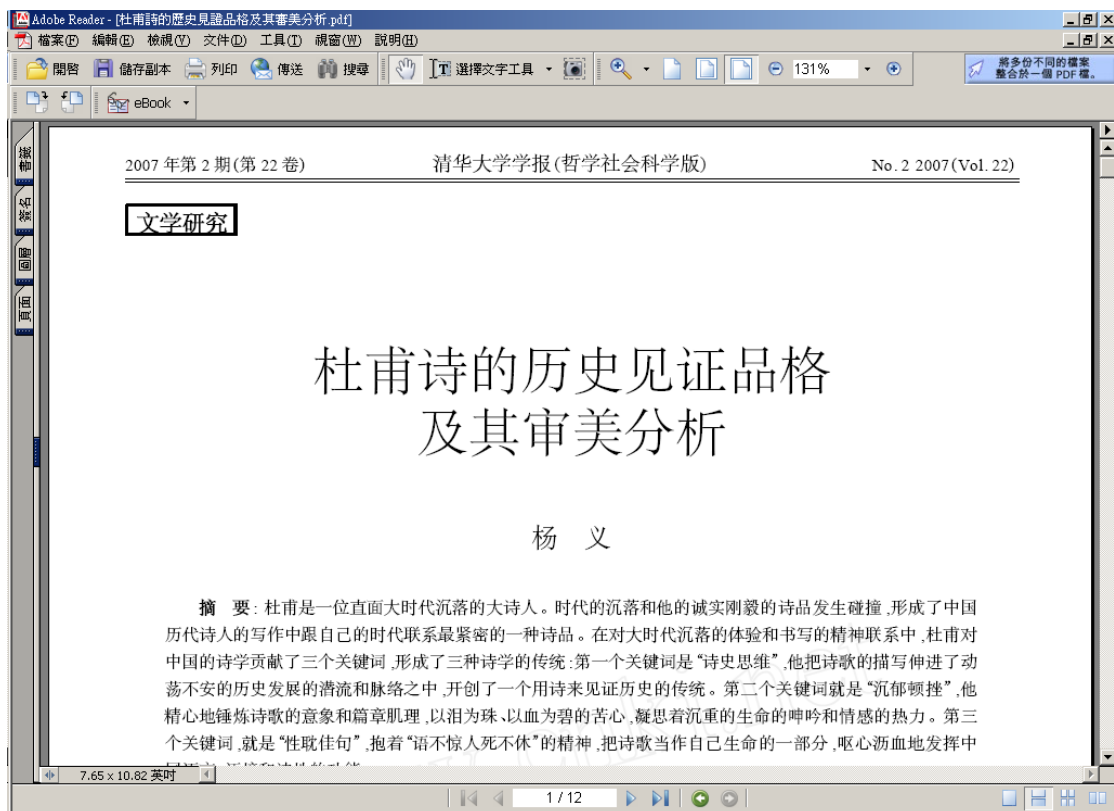 Adobe Reader - [杜甫詩的歷史見證品格及其審美分析.pdf]
檔案(F) 編輯(E) 檢視(V) 文件(D) 工具(T) 視窗(W) 說明(H)
開啓 儲存副本 列印 傳送 搜尋 選擇文字工具 131% 將多份不同的檔案
整合於一個 PDF 檔。
eBook
書籤
簽名
圖層
頁面
2007 年第 2 期(第 22 卷) 清华大学学报(哲学社会科学版) No. 2 2007(Vol. 22)
文学研究
杜甫诗的历史见证品格
及其审美分析
杨 义
摘 要: 杜甫是一位直面大时代沉落的大诗人。时代的沉落和他的诚实刚毅的诗品发生碰撞,形成了中国
历代诗人的写作中跟自己的时代联系最紧密的一种诗品。在对大时代沉落的体验和书写的精神联系中,杜甫对
中国的诗学贡献了三个关键词,形成了三种诗学的传统:第一个关键词是“诗史思维”,他把诗歌的描写伸进了动
荡不安的历史发展的潜流和脉络之中,开创了一个用诗来见证历史的传统。第二个关键词就是“沉郁顿挫”,他
精心地锤炼诗歌的意象和篇章肌理,以泪为珠、以血为碧的苦心,凝思着沉重的生命的呻吟和情感的热力。第三
个关键词,就是“性耽佳句”,抱着“语不惊人死不休”的精神,把诗歌当作自己生命的一部分,呕心沥血地发挥中
7.65 x 10.82 英吋
1 / 12